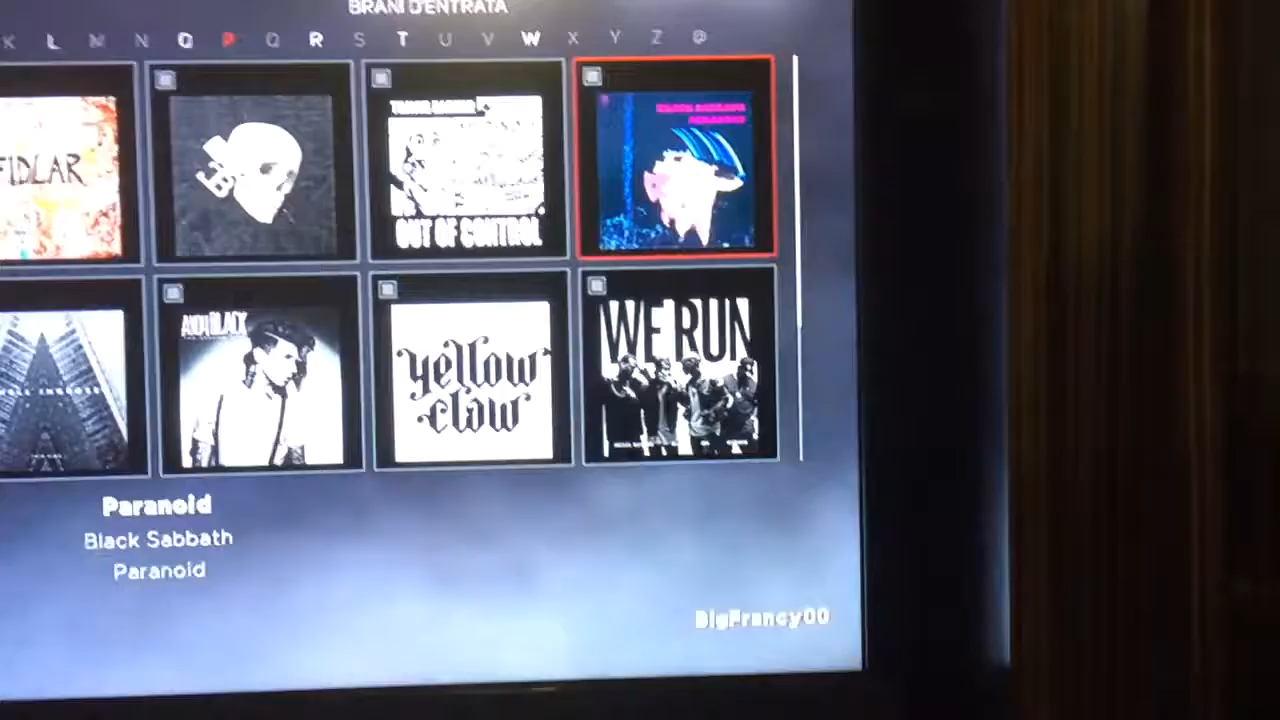 BRANI D'ENTRATA
K L M N O P Q R S T U V W X Y Z @
FIDLAR
OUT OF CONTROL
WE RUN
ANDY BLACK
yellow
claw
Paranoid
Black Sabbath
Paranoid
BigFrancy00